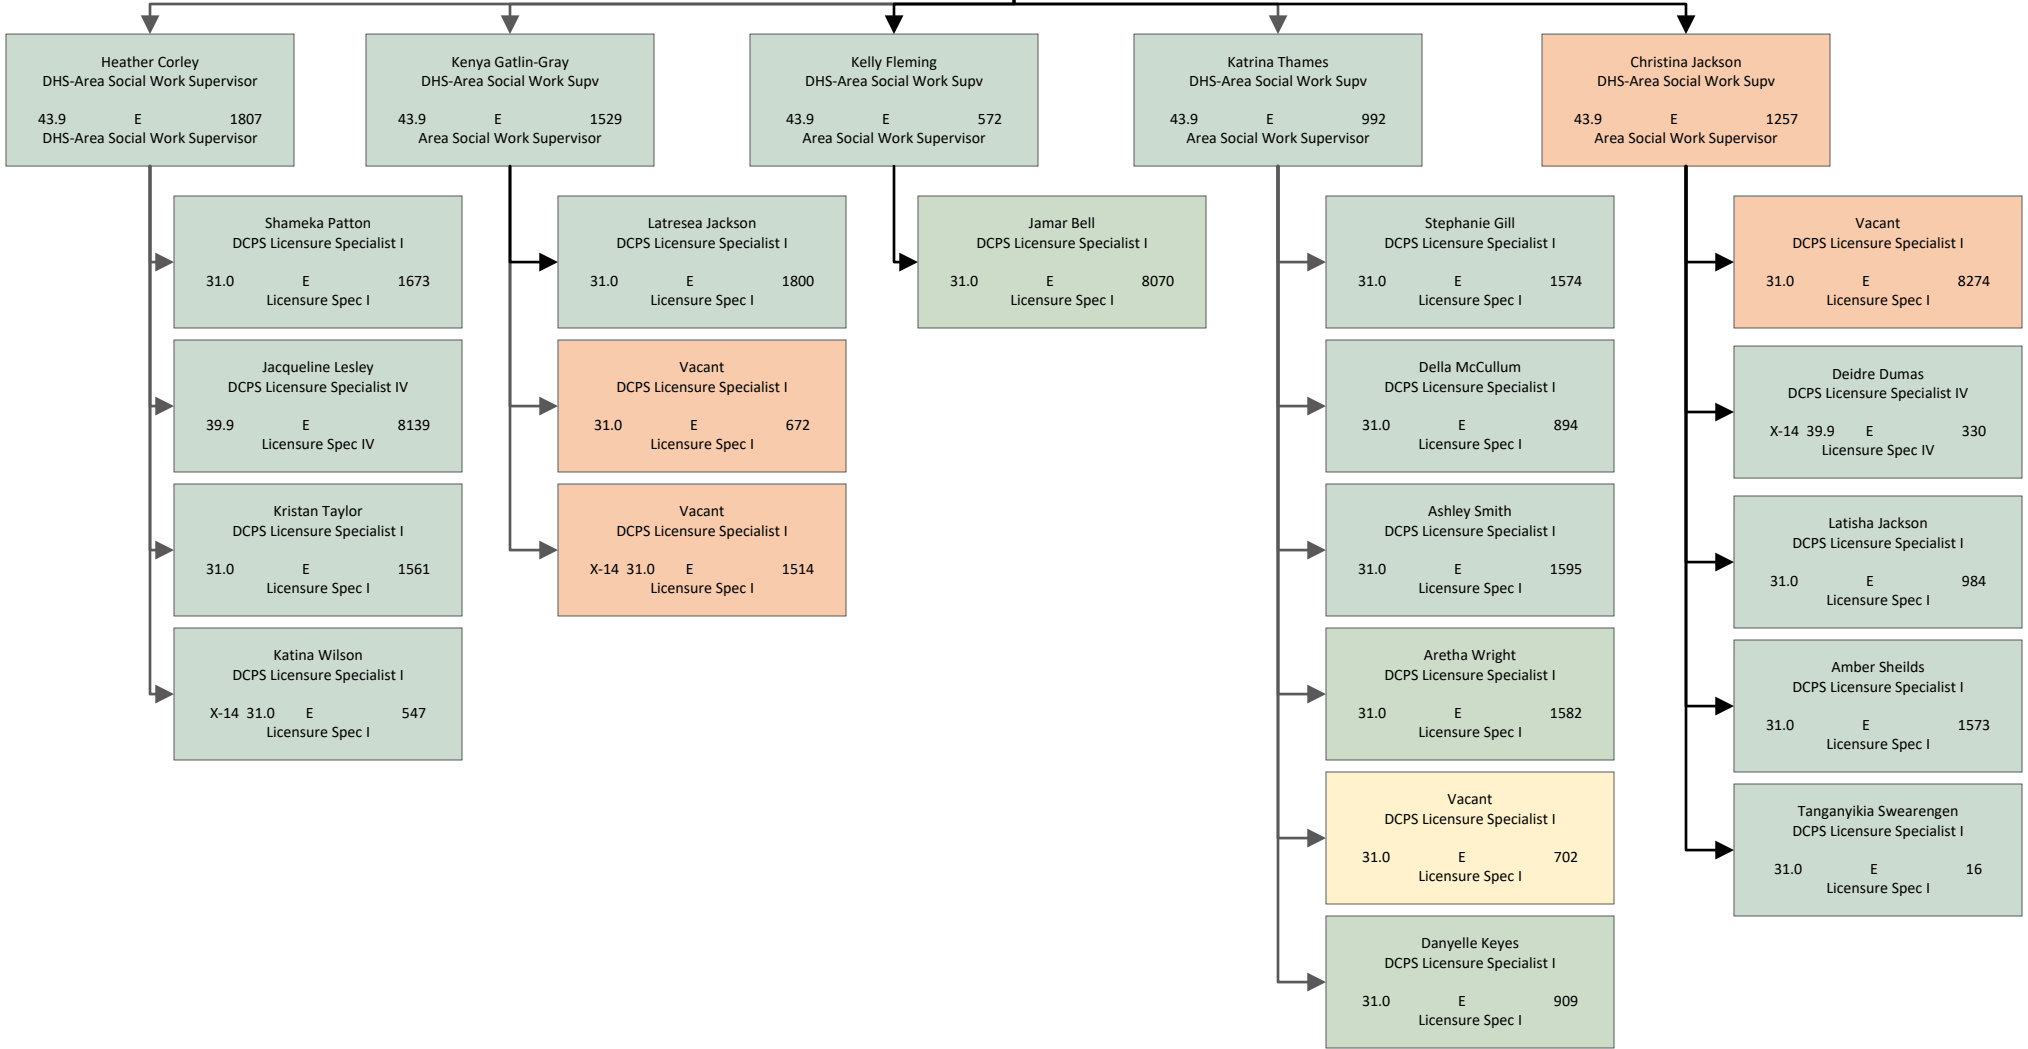 Heather Corley
DHS-Area Social Work Supervisor
43.9 E 1807
DHS-Area Social Work Supervisor
Kenya Gatlin-Gray
DHS-Area Social Work Supv
43.9 E 1529
Area Social Work Supervisor
Kelly Fleming
DHS-Area Social Work Supv
43.9 E 572
Area Social Work Supervisor
Katrina Thames
DHS-Area Social Work Supv
43.9 E 992
Area Social Work Supervisor
Christina Jackson
DHS-Area Social Work Supv
43.9 E 1257
Area Social Work Supervisor
Shameka Patton
DCPS Licensure Specialist I
31.0 E 1673
Licensure Spec I
Jacqueline Lesley
DCPS Licensure Specialist IV
39.9 E 8139
Licensure Spec IV
Kristan Taylor
DCPS Licensure Specialist I
31.0 E 1561
Licensure Spec I
Katina Wilson
DCPS Licensure Specialist I
X-14 31.0 E 547
Licensure Spec I
Latresea Jackson
DCPS Licensure Specialist I
31.0 E 1800
Licensure Spec I
Vacant
DCPS Licensure Specialist I
31.0 E 672
Licensure Spec I
Vacant
DCPS Licensure Specialist I
X-14 31.0 E 1514
Licensure Spec I
Jamar Bell
DCPS Licensure Specialist I
31.0 E 8070
Licensure Spec I
Stephanie Gill
DCPS Licensure Specialist I
31.0 E 1574
Licensure Spec I
Della McCullum
DCPS Licensure Specialist I
31.0 E 894
Licensure Spec I
Ashley Smith
DCPS Licensure Specialist I
31.0 E 1595
Licensure Spec I
Aretha Wright
DCPS Licensure Specialist I
31.0 E 1582
Licensure Spec I
Vacant
DCPS Licensure Specialist I
31.0 E 702
Licensure Spec I
Danyelle Keyes
DCPS Licensure Specialist I
31.0 E 909
Licensure Spec I
Vacant
DCPS Licensure Specialist I
31.0 E 8274
Licensure Spec I
Deidre Dumas
DCPS Licensure Specialist IV
X-14 39.9 E 330
Licensure Spec IV
Latisha Jackson
DCPS Licensure Specialist I
31.0 E 984
Licensure Spec I
Amber Sheilds
DCPS Licensure Specialist I
31.0 E 1573
Licensure Spec I
Tanganyikia Swearengen
DCPS Licensure Specialist I
31.0 E 16
Licensure Spec I